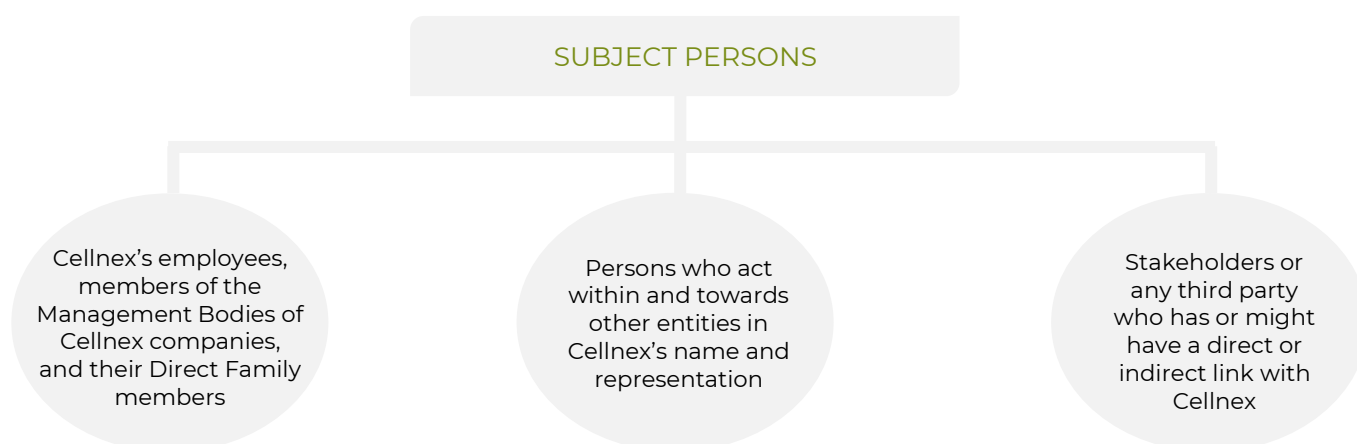 SUBJECT PERSONS
Cellnex’s employees,
members of the
Management Bodies of
Cellnex companies,
and their Direct Family
members
Persons who act
within and towards
other entities in
Cellnex’s name and
representation
Stakeholders or
any third party
who has or might
have a direct or
indirect link with
Cellnex